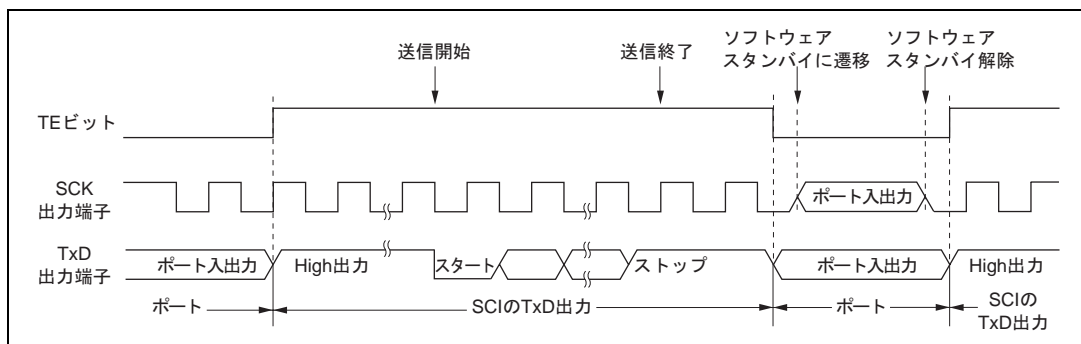 送信開始
送信終了
ソフトウェア
スタンバイに遷移
ソフトウェア
スタンバイ解除
TEビット
SCK
出力端子
ポート入出力
TxD
出力端子
ポート入出力
High出力
スタート
ストップ
ポート入出力
High出力
ポート
SCIのTxD出力
ポート
SCIの
TxD出力